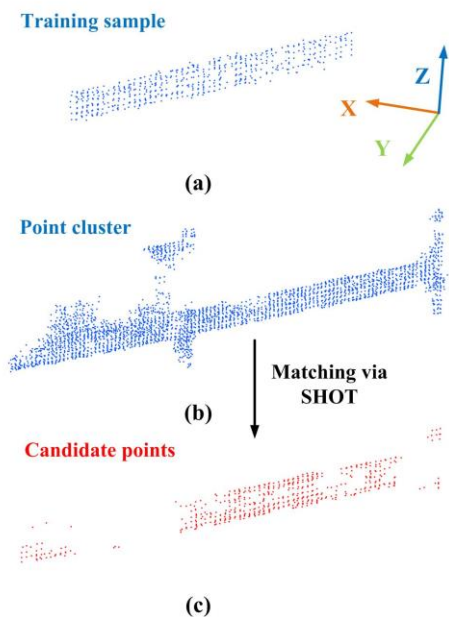 Training sample
Z
X
Y
(a)
Point cluster
Matching via
SHOT
(b)
Candidate points
(c)